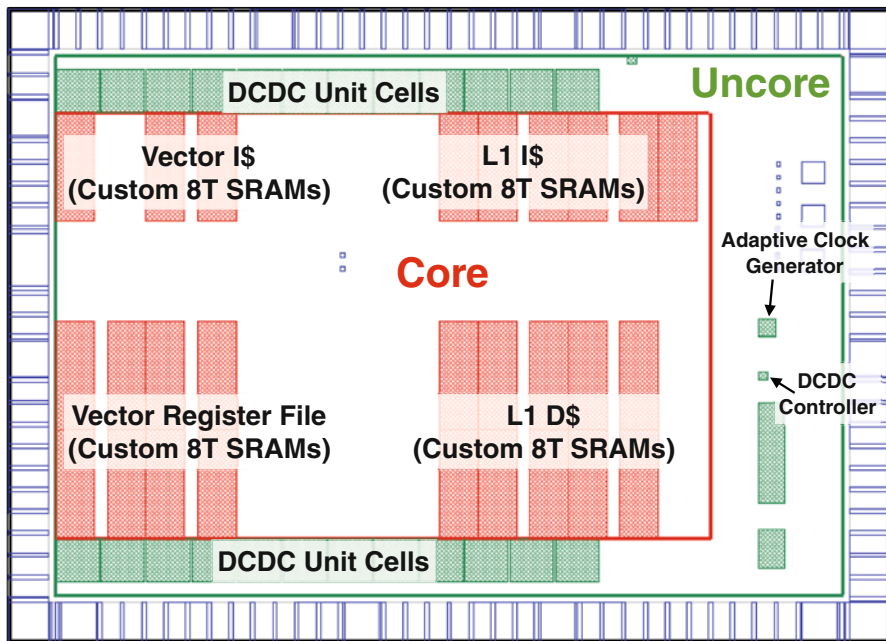 DCDC Unit Cells
Uncore
Vector I$
(Custom 8T SRAMs)
L1 I$
(Custom 8T SRAMs)
Adaptive Clock
Generator
Core
DCDC
Controller
Vector Register File
(Custom 8T SRAMs)
L1 D$
(Custom 8T SRAMs)
DCDC Unit Cells